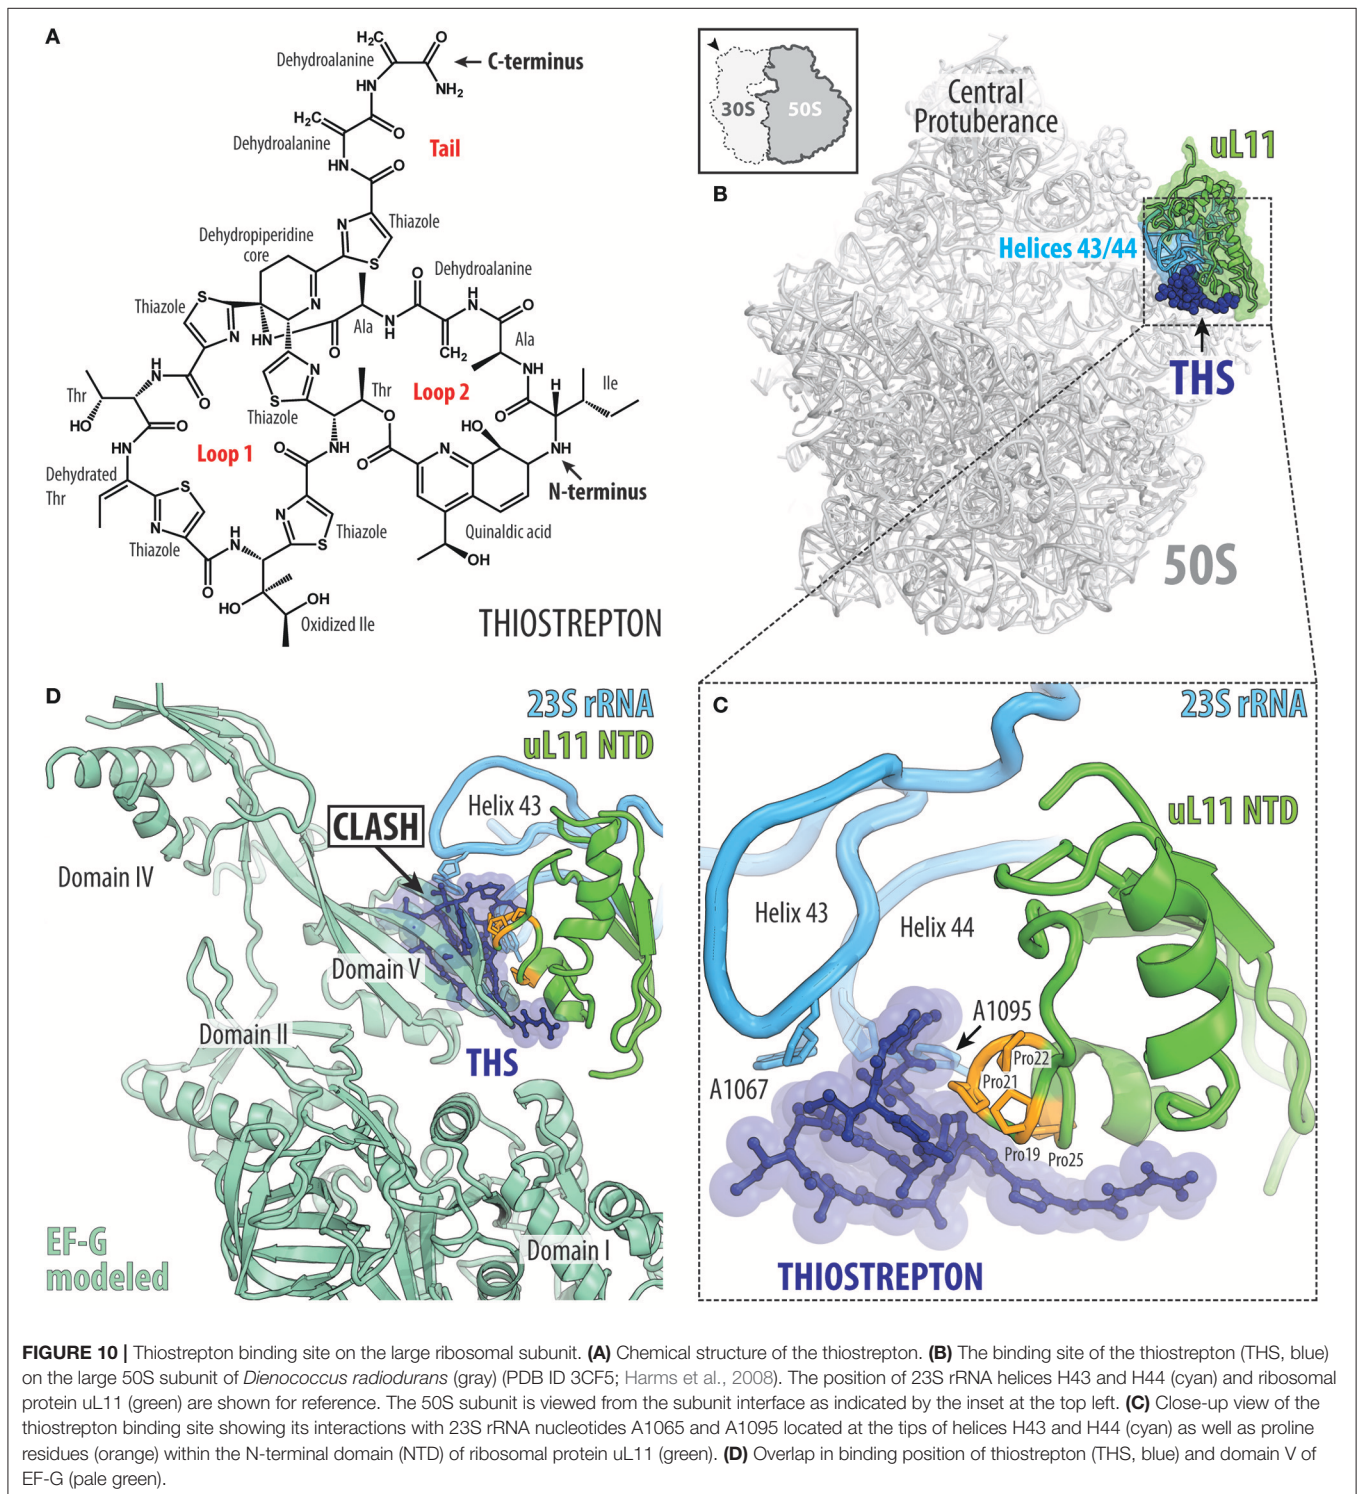 A
H₂C
O
Dehydroalanine
C-terminus
HN
NH₂
H₂C
O
Dehydroalanine
Tail
HN
O
N
Thiazole
Dehydropiperidine
core
S
Dehydroalanine
Thiazole
S
N
O
H
N
O
N
HN
O
Ala
N
H
CH₂
Ala
H
N
O
S
N
Thr
Loop 2
NH
H
Ile
Thr
HO
O
Thiazole
O
O
HO
HN
Loop 1
O
NH
O
N
NH
Dehydrated
Thr
S
N
N-terminus
N
S
Thiazole
Quinaldic acid
Thiazole
H
N
O
OH
HO
OH
Oxidized Ile
THIOSTREPTON
30S
50S
B
Central
Protuberance
uL11
Helices 43/44
THS
50S
D
23S rRNA
uL11 NTD
Helix 43
CLASH
Domain IV
Domain V
Domain II
THS
EF-G
modeled
Domain I
C
23S rRNA
uL11 NTD
Helix 43
Helix 44
A1095
A1067
Pro22
Pro21
Pro19
Pro25
THIOSTREPTON
FIGURE 10 | Thiostrepton binding site on the large ribosomal subunit. (A) Chemical structure of the thiostrepton. (B) The binding site of the thiostrepton (THS, blue)
on the large 50S subunit of Dienococcus radiodurans (gray) (PDB ID 3CF5; Harms et al., 2008). The position of 23S rRNA helices H43 and H44 (cyan) and ribosomal
protein uL11 (green) are shown for reference. The 50S subunit is viewed from the subunit interface as indicated by the inset at the top left. (C) Close-up view of the
thiostrepton binding site showing its interactions with 23S rRNA nucleotides A1065 and A1095 located at the tips of helices H43 and H44 (cyan) as well as proline
residues (orange) within the N-terminal domain (NTD) of ribosomal protein uL11 (green). (D) Overlap in binding position of thiostrepton (THS, blue) and domain V of
EF-G (pale green).